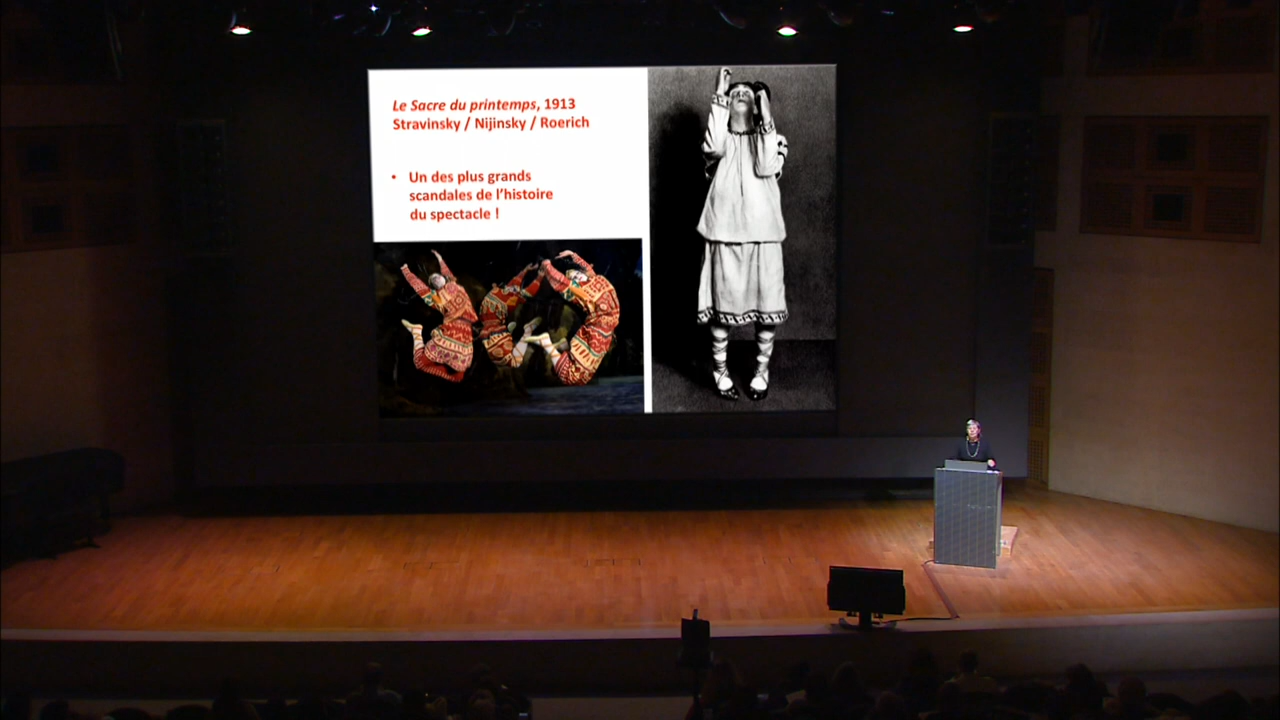 Le Sacre du printemps, 1913
Stravinsky / Nijinsky / Roerich
• Un des plus grands
scandales de l’histoire
du spectacle !